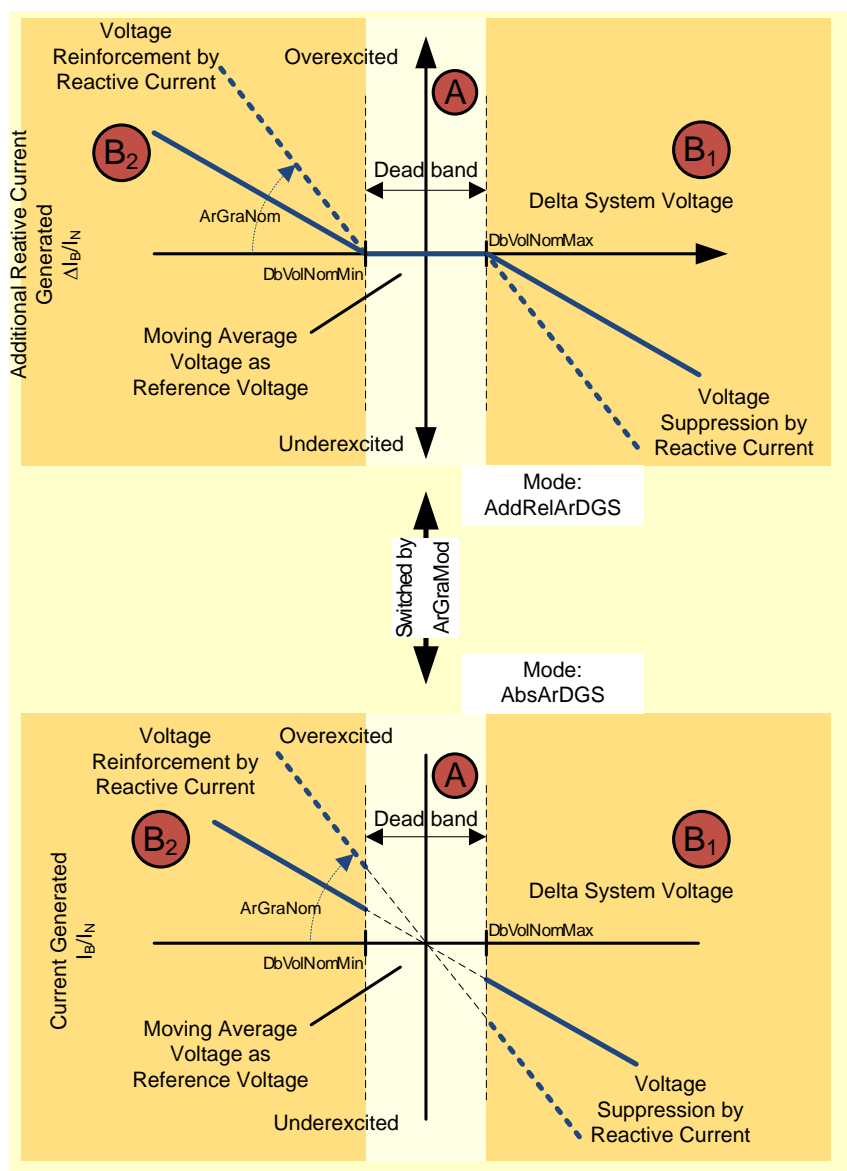 Voltage
Reinforcement by
Reactive Current
Overexcited
A
B2
B1
Dead band
Delta System Voltage
ArGraNom
DbVolNomMax
DbVolNomMin
Additional Reative Current
Generated
ΔIB/IN
Moving Average
Voltage as
Reference Voltage
Voltage
Suppression by
Reactive Current
Underexcited
Mode:
AddRelArDGS
Switched by
ArGraMod
Mode:
AbsArDGS
Voltage
Reinforcement by
Reactive Current
Overexcited
A
B2
B1
Dead band
Delta System Voltage
ArGraNom
DbVolNomMax
DbVolNomMin
Current Generated
IB/IN
Moving Average
Voltage as
Reference Voltage
Voltage
Suppression by
Reactive Current
Underexcited